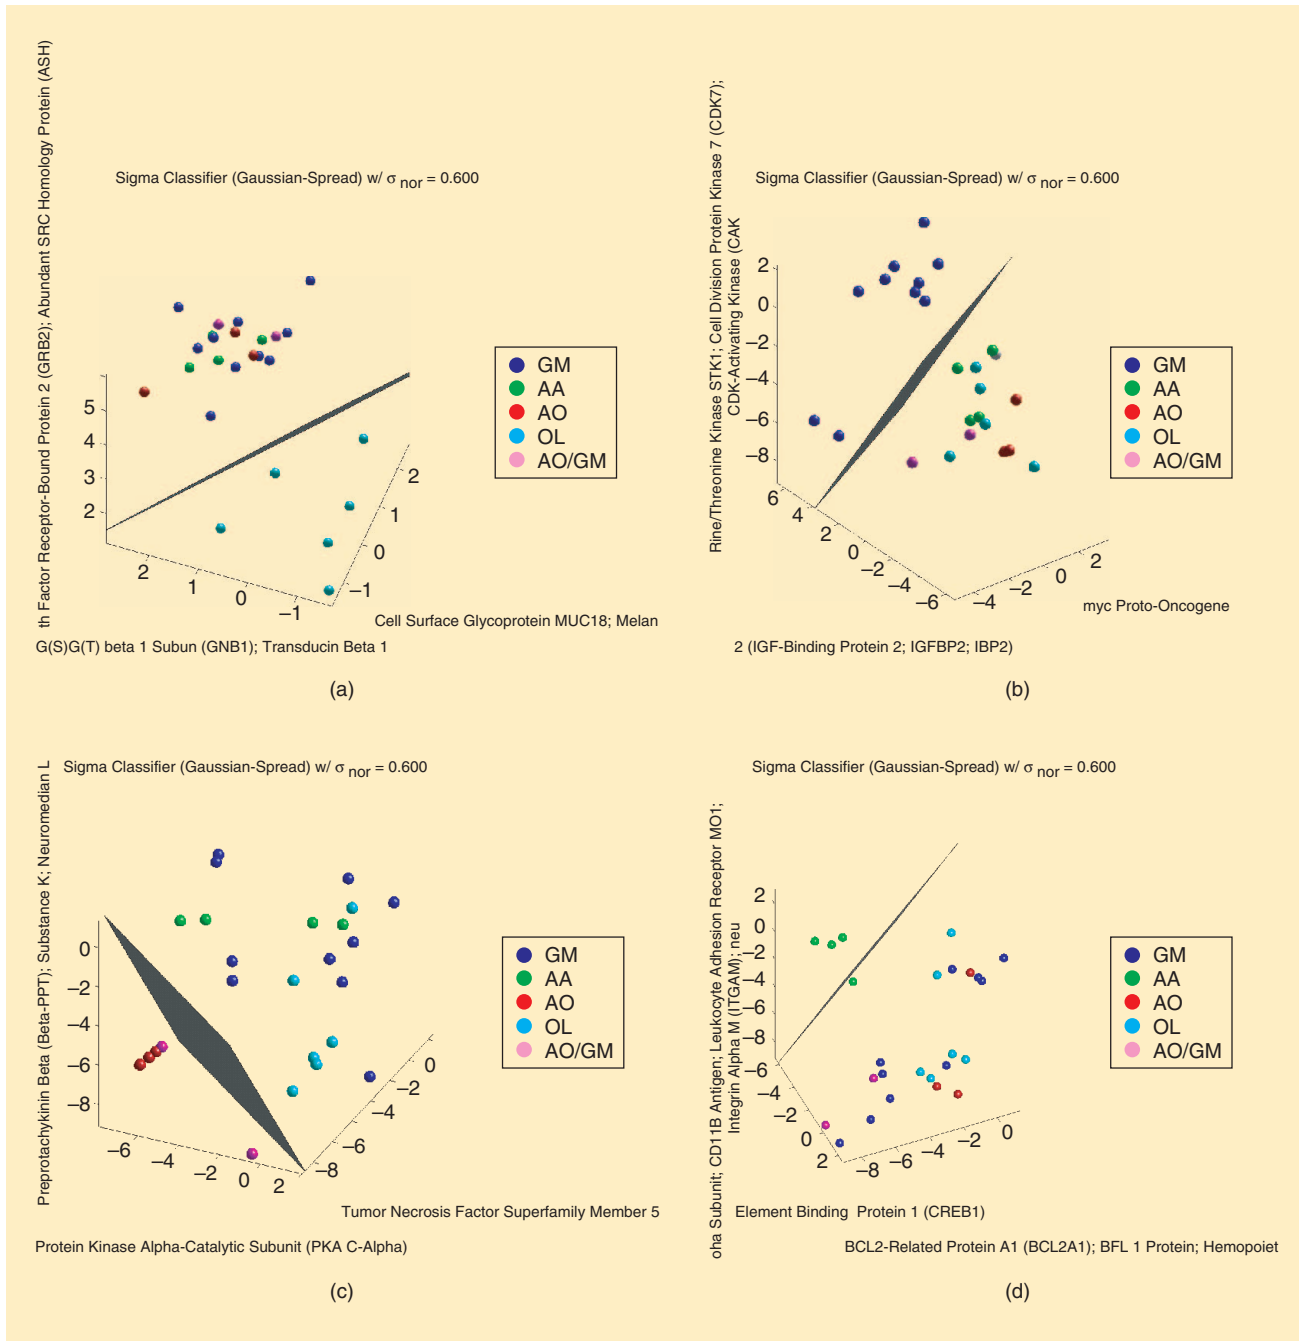 th Factor Receptor-Bound Protein 2 (GRB2); Abundant SRC Homology Protein (ASH)
Sigma Classifier (Gaussian-Spread) w/ σ nor = 0.600
5
4
3
2
2
1
0
−1
2
1
0
−1
GM
AA
AO
OL
AO/GM
Cell Surface Glycoprotein MUC18; Melan
G(S)G(T) beta 1 Subun (GNB1); Transducin Beta 1
(a)
Rine/Threonine Kinase STK1; Cell Division Protein Kinase 7 (CDK7);
CDK-Activating Kinase (CAK
Sigma Classifier (Gaussian-Spread) w/ σ nor = 0.600
2
0
−2
−4
−6
−8
6
4
2
0
−2
−4
−6
−4
−2
0
2
GM
AA
AO
OL
AO/GM
myc Proto-Oncogene
2 (IGF-Binding Protein 2; IGFBP2; IBP2)
(b)
Preprotachykinin Beta (Beta-PPT); Substance K; Neuromedian L
Sigma Classifier (Gaussian-Spread) w/ σ nor = 0.600
0
−2
−4
−6
−8
−6
−4
−2
0
2
−8
−6
−4
−2
0
GM
AA
AO
OL
AO/GM
Tumor Necrosis Factor Superfamily Member 5
Protein Kinase Alpha-Catalytic Subunit (PKA C-Alpha)
(c)
oha Subunit; CD11B Antigen; Leukocyte Adhesion Receptor MO1;
Integrin Alpha M (ITGAM); neu
Sigma Classifier (Gaussian-Spread) w/ σ nor = 0.600
2
0
−2
−4
−6
−8
−6
−4
−2
0
2
−8
−6
−4
−2
0
GM
AA
AO
OL
AO/GM
Element Binding Protein 1 (CREB1)
BCL2-Related Protein A1 (BCL2A1); BFL 1 Protein; Hemopoiet
(d)